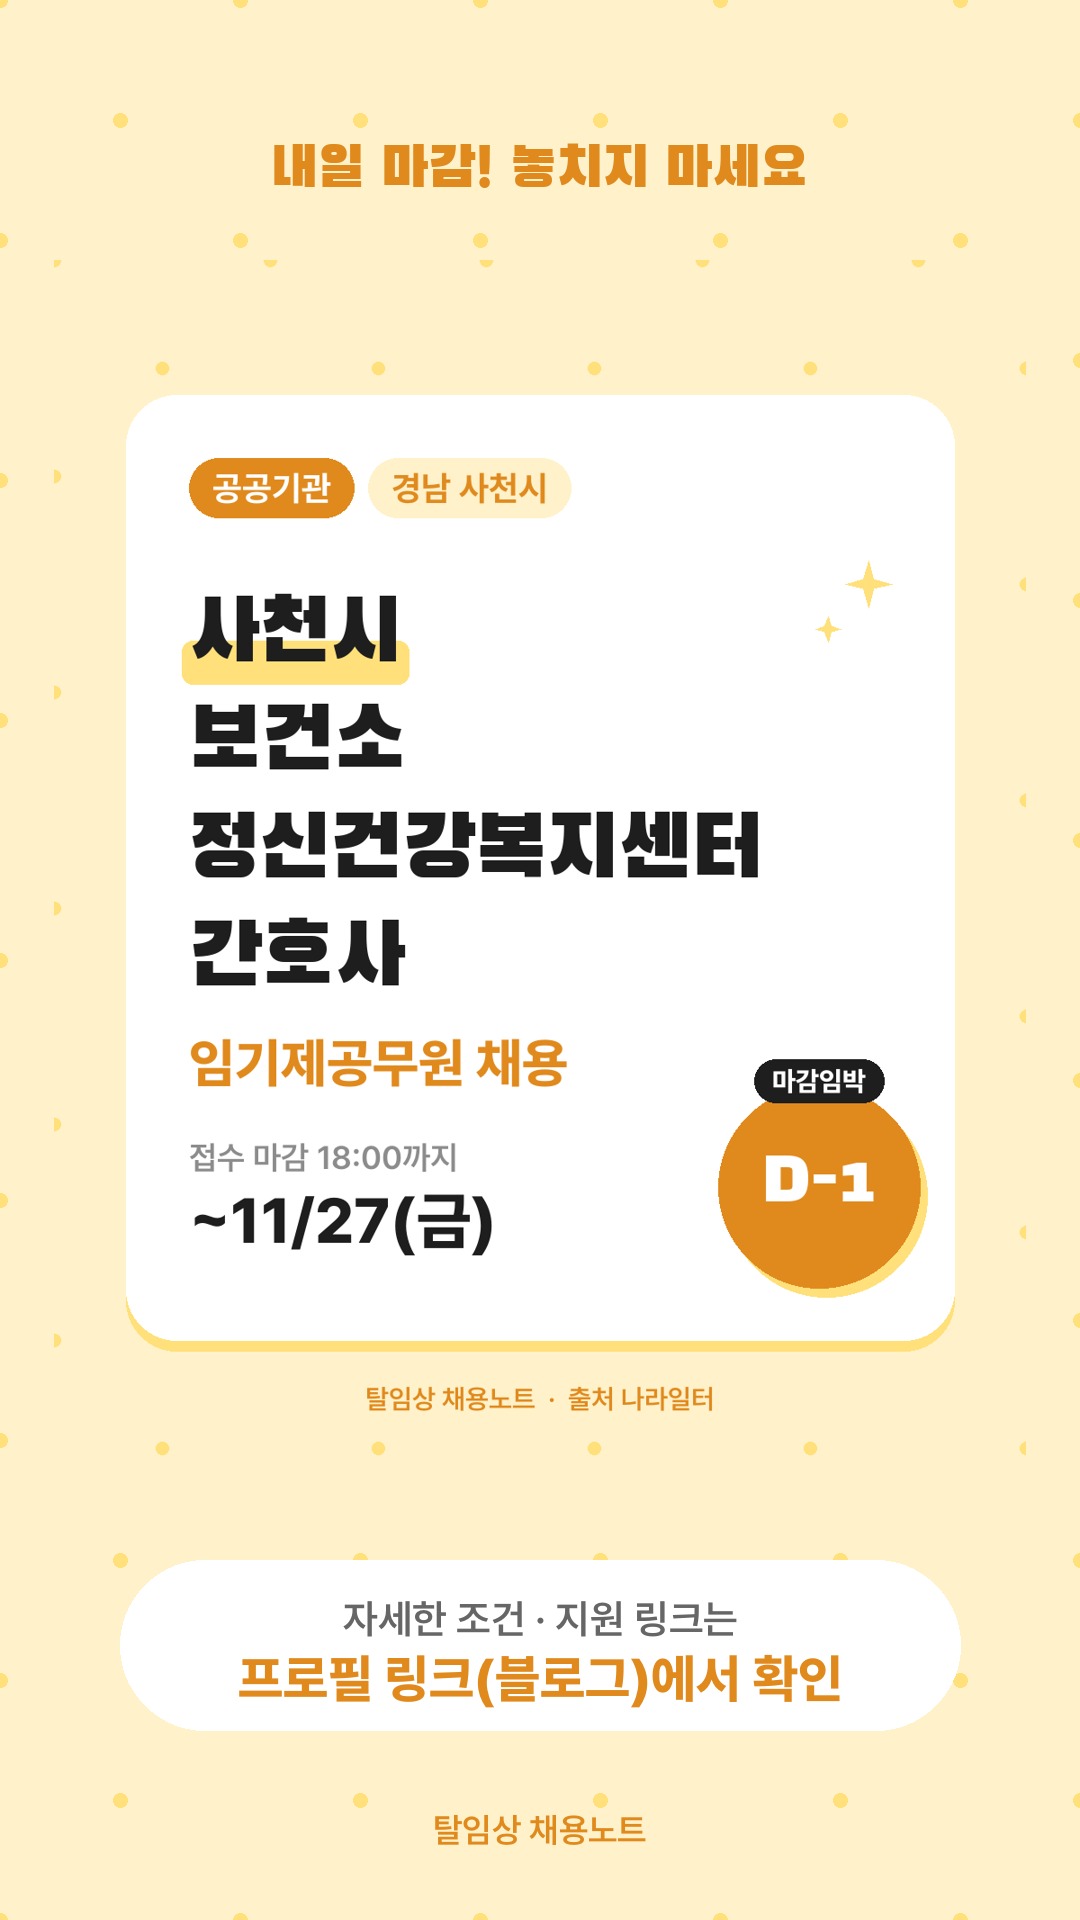 내일 마감! 놓치지 마세요
공공기관
경남 사천시
사천시
보건소
정신건강복지센터
간호사
임기제공무원 채용
마감임박
D-1
접수 마감 18:00까지
~11/27(금)
탈임상 채용노트 · 출처 나라일터
자세한 조건 · 지원 링크는
프로필 링크(블로그)에서 확인
탈임상 채용노트